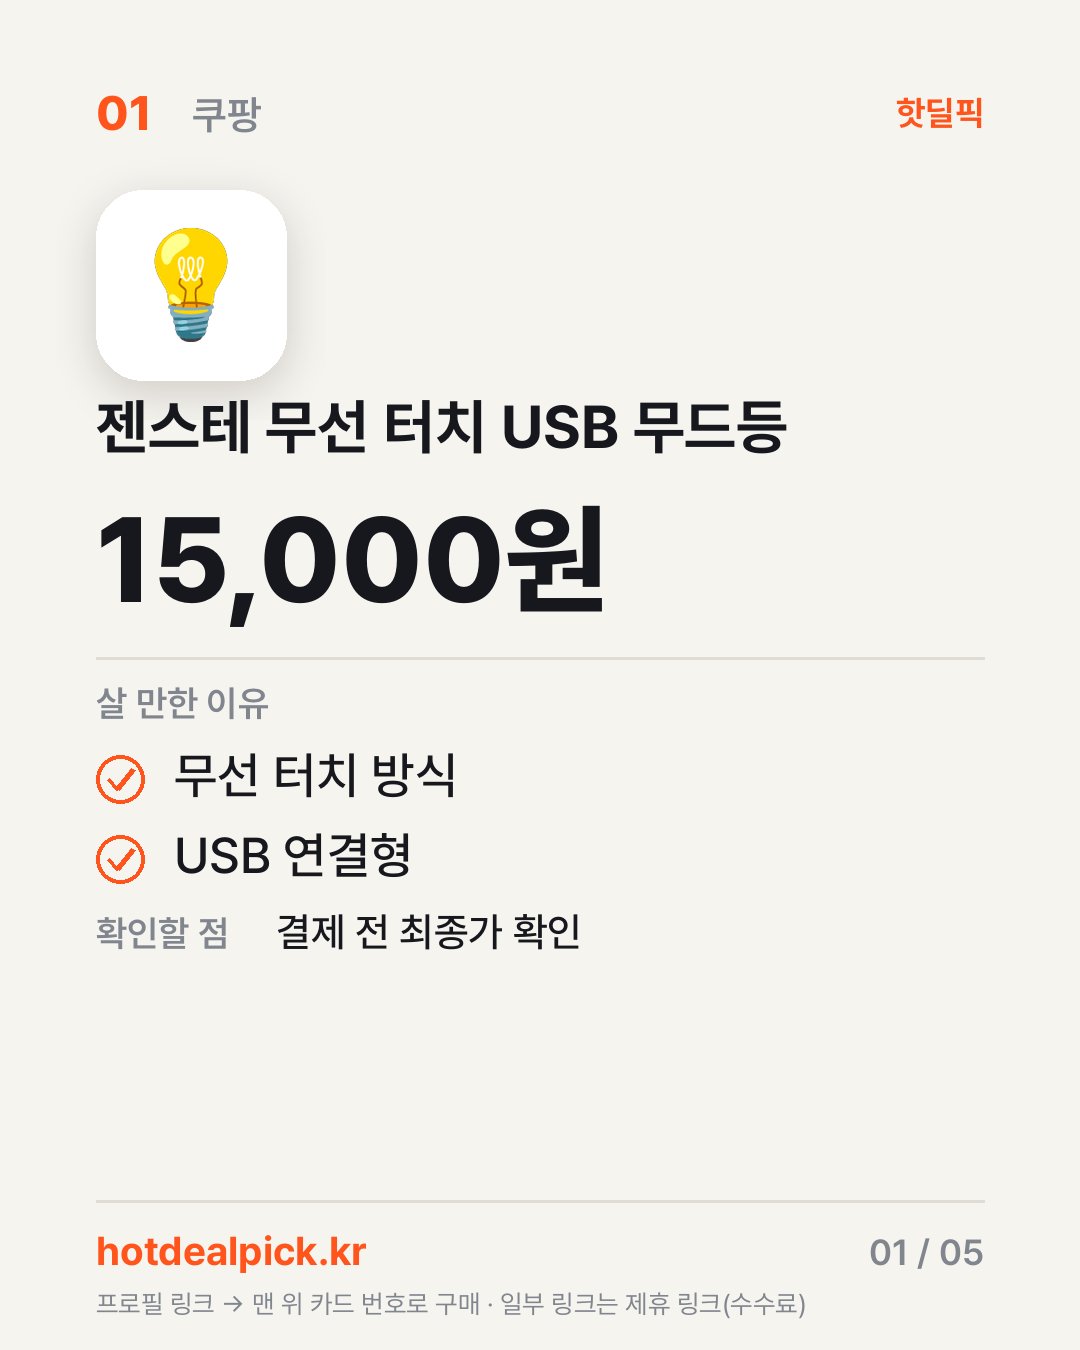 01 쿠팡 핫딜픽
젠스테 무선 터치 USB 무드등
15,000원
살 만한 이유
무선 터치 방식
USB 연결형
확인할 점 결제 전 최종가 확인
hotdealpick.kr 01 / 05
프로필 링크 → 맨 위 카드 번호로 구매 · 일부 링크는 제휴 링크(수수료)